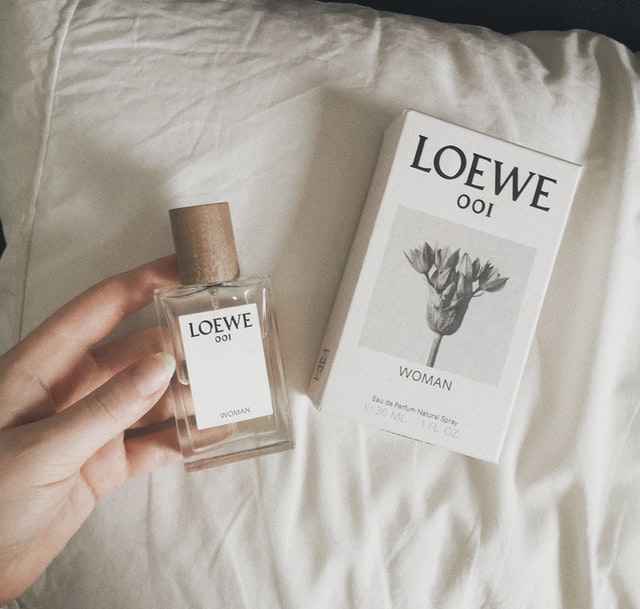 LOEWE
001
WOMAN
LOEWE
001
WOMAN
Eau de Parfum Natural Spray
e 30 ML. 1 FL. OZ